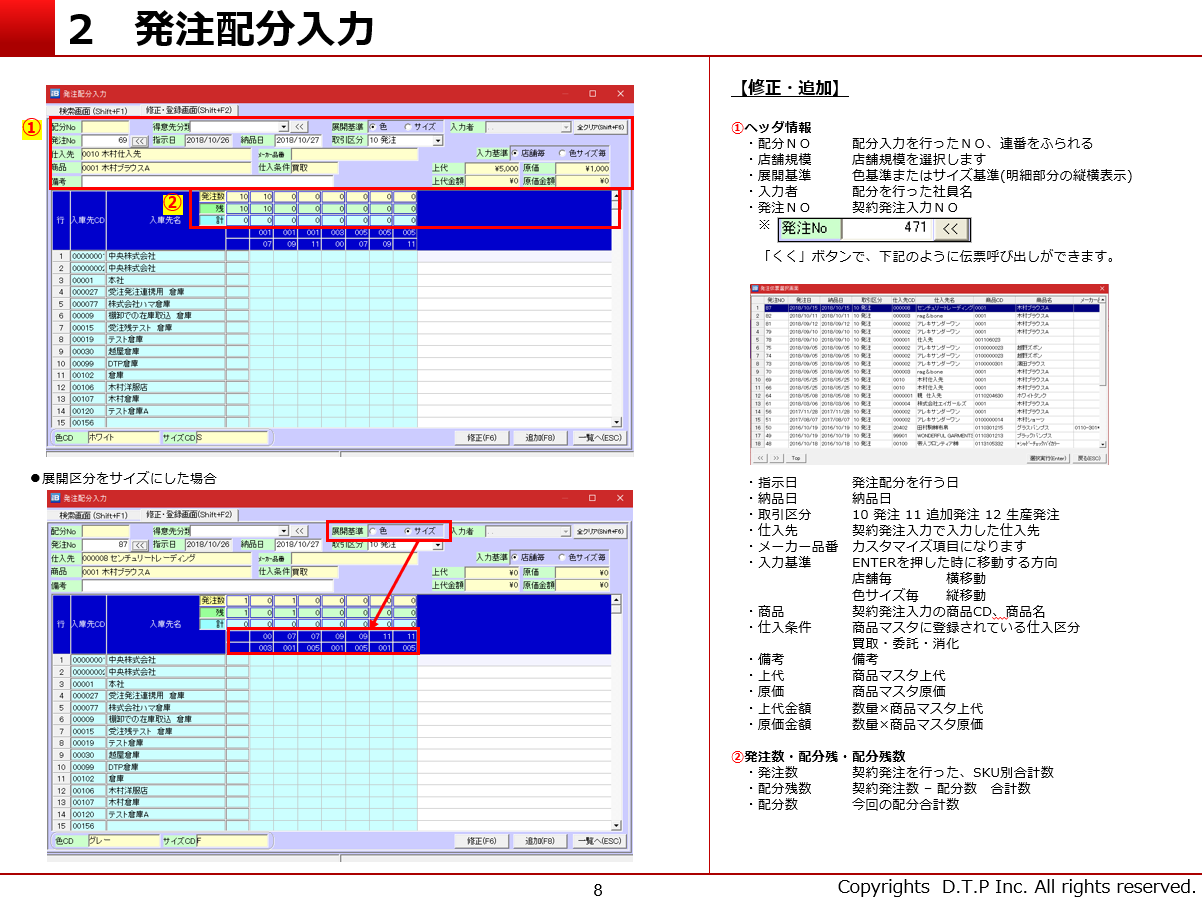 2 発注配分入力
発注配分入力
検索画面 (Shift+F1) 修正・登録画面(Shift+F2)
① 配分No 得意先分類 << 展開基準 色 サイズ 入力者 全クリア(Shift+F6)
発注No 69 << 指示日 2018/10/26 納品日 2018/10/27 取引区分 10 発注
仕入先 0010 木村仕入先 メーカー品番 入力基準 店舗毎 色サイズ毎
商品 0001 木村ブラウスA 仕入条件 買取 上代 ¥5,000 原価 ¥1,000
備考 上代金額 ¥0 原価金額 ¥0
② 発注数 10 10 0 0 0 0 0 0
残 10 10 0 0 0 0 0 0
計 0 0 0 0 0 0 0 0
行 入庫先CD 入庫先名
001 001 001 003 005 005 005
07 09 11 00 07 09 11
1 0000000 中央株式会社
2 0000000 中央株式会社
3 00001 本社
4 000027 受注発注連携用 倉庫
5 000077 株式会社ハマ倉庫
6 00009 棚卸での在庫取込 倉庫
7 00015 受注残テスト 倉庫
8 00019 テスト倉庫
9 00030 越屋倉庫
10 00099 DTP倉庫
11 00102 倉庫
12 00106 木村洋服店
13 00107 木村倉庫
14 00120 テスト倉庫A
15 00156
色CD ホワイト サイズCD S 修正(F6) 追加(F8) 一覧へ(ESC)
●展開区分をサイズにした場合
発注配分入力
検索画面 (Shift+F1) 修正・登録画面(Shift+F2)
配分No 得意先分類 << 展開基準 色 サイズ 入力者 全クリア(Shift+F6)
発注No 87 << 指示日 2018/10/26 納品日 2018/10/27 取引区分 10 発注
仕入先 000008 センチュリートレーディング メーカー品番 入力基準 店舗毎 色サイズ毎
商品 0001 木村ブラウスA 仕入条件 買取 上代 ¥0 原価 ¥0
備考 上代金額 ¥0 原価金額 ¥0
発注数 1 0 1 0 0 0 0 0
残 1 0 1 0 0 0 0 0
計 0 0 0 0 0 0 0 0
行 入庫先CD 入庫先名
00 07 07 09 09 11 11
003 001 005 001 005 001 005
1 0000000 中央株式会社
2 0000000 中央株式会社
3 00001 本社
4 000027 受注発注連携用 倉庫
5 000077 株式会社ハマ倉庫
6 00009 棚卸での在庫取込 倉庫
7 00015 受注残テスト 倉庫
8 00019 テスト倉庫
9 00030 越屋倉庫
10 00099 DTP倉庫
11 00102 倉庫
12 00106 木村洋服店
13 00107 木村倉庫
14 00120 テスト倉庫A
15 00156
色CD グレー サイズCD F 修正(F6) 追加(F8) 一覧へ(ESC)
【修正・追加】
①ヘッダ情報
・配分NO 配分入力を行ったNO、連番をふられる
・店舗規模 店舗規模を選択します
・展開基準 色基準またはサイズ基準(明細部分の縦横表示)
・入力者 配分を行った社員名
・発注NO 契約発注入力NO
※ 発注No 471 <<
「くく」ボタンで、下記のように伝票呼び出しができます。
発注伝票選択画面
発注NO 発注日 納品日 取引区分 仕入先CD 仕入先名 商品CD 商品名 メーカー
・指示日 発注配分を行う日
・納品日 納品日
・取引区分 10 発注 11 追加発注 12 生産発注
・仕入先 契約発注入力で入力した仕入先
・メーカー品番 カスタマイズ項目になります
・入力基準 ENTERを押した時に移動する方向
店舗毎 横移動
色サイズ毎 縦移動
・商品 契約発注入力の商品CD、商品名
・仕入条件 商品マスタに登録されている仕入区分
買取・委託・消化
・備考 備考
・上代 商品マスタ上代
・原価 商品マスタ原価
・上代金額 数量×商品マスタ上代
・原価金額 数量×商品マスタ原価
②発注数・配分残・配分残数
・発注数 契約発注を行った、SKU別合計数
・配分残数 契約発注数 – 配分数 合計数
・配分数 今回の配分合計数
8
Copyrights D.T.P Inc. All rights reserved.